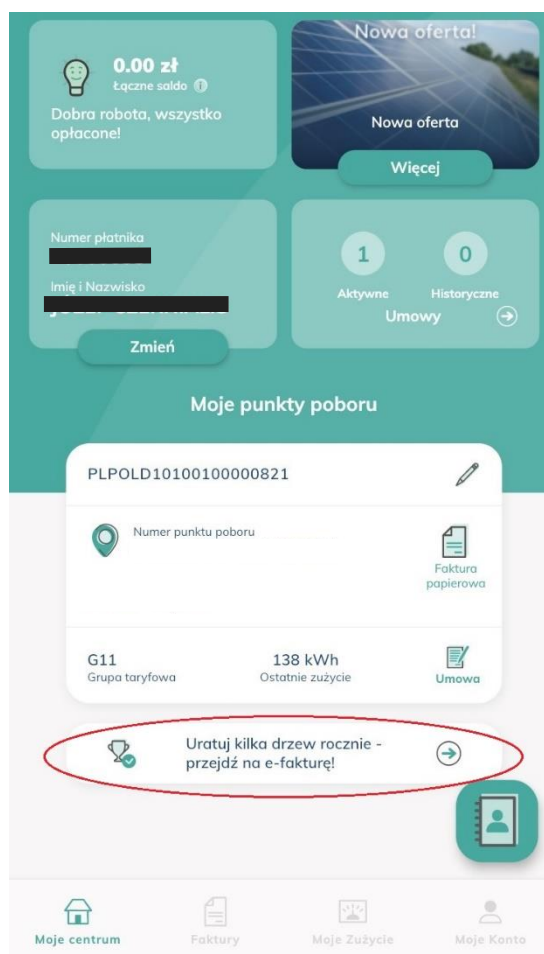 0.00 zł
Łączne saldo
Dobra robota, wszystko
opłacone!
Nowa oferta!
Nowa oferta
Więcej
Numer płatnika
Imię i Nazwisko
Zmień
1
0
Aktywne
Historyczne
Umowy
Moje punkty poboru
PLPOLD10100100000821
Numer punktu poboru
Faktura
papierowa
G11
Grupa taryfowa
138 kWh
Ostatnie zużycie
Umowa
Uratuj kilka drzew rocznie -
przejdź na e-fakturę!
Moje centrum
Faktury
Moje Zużycie
Moje Konto